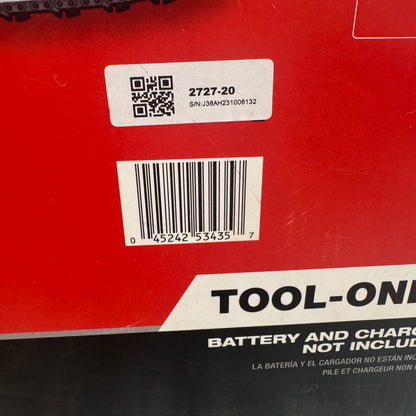 2727-20
S/N:J36AH231006132
0 45242 53435 7
TOOL-ONL
BATTERY AND CHARG
NOT INCLUD
LA BATERÍA Y EL CARGADOR NO ESTÁN INC
PILE ET CHARGEUR NON I